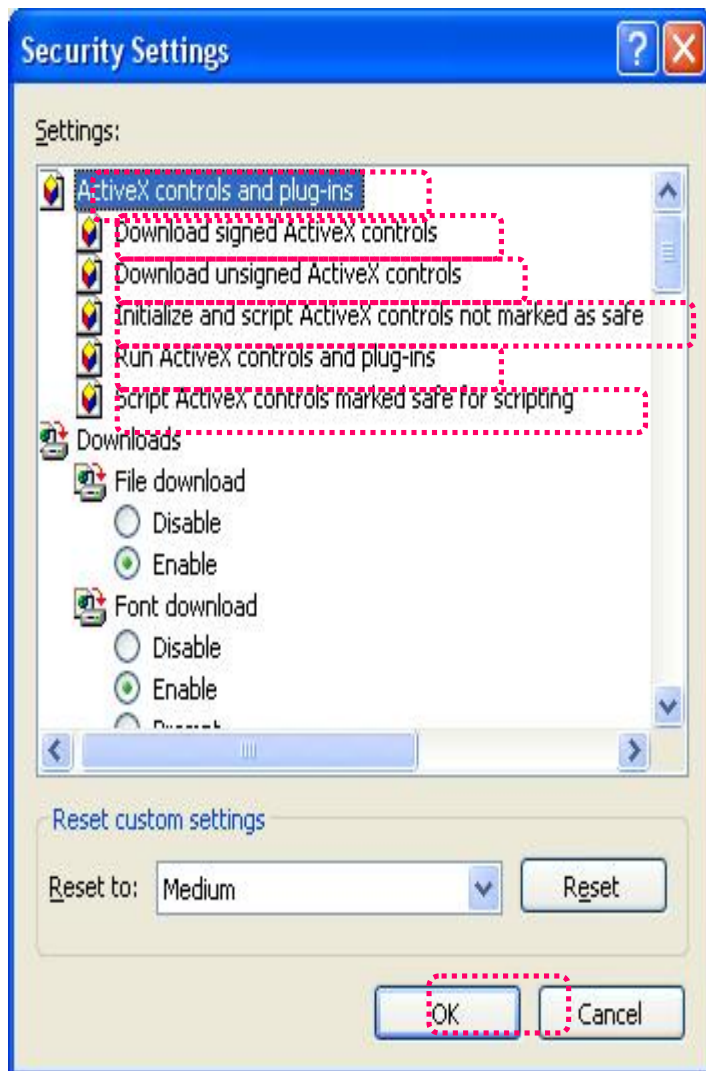 Security Settings
Settings:
ActiveX controls and plug-ins
Download signed ActiveX controls
Download unsigned ActiveX controls
Initialize and script ActiveX controls not marked as safe
Run ActiveX controls and plug-ins
Script ActiveX controls marked safe for scripting
Downloads
File download
Disable
Enable
Font download
Disable
Enable
Reset custom settings
Reset to: Medium Reset
OK Cancel